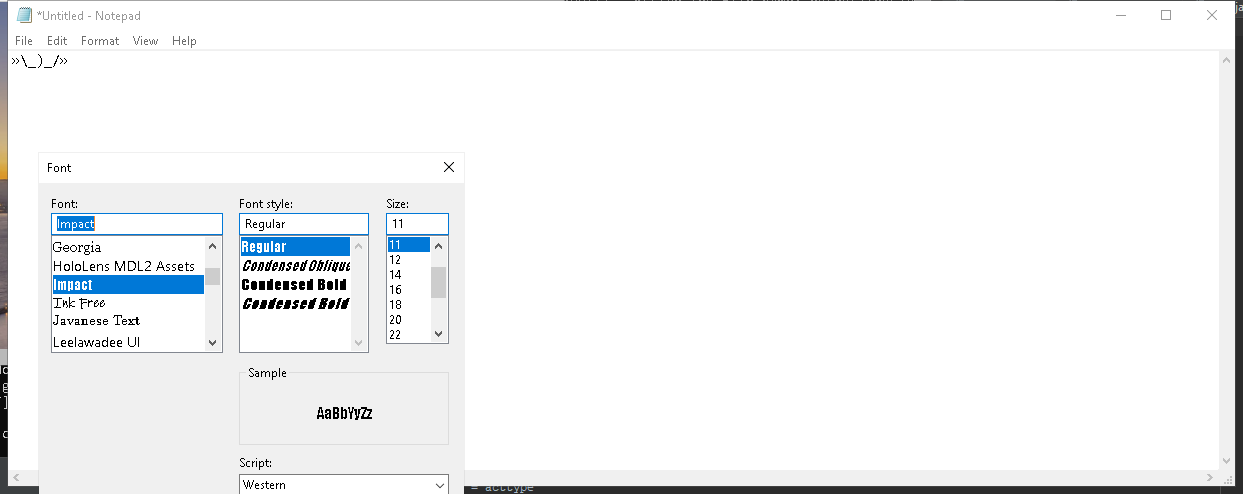 *Untitled - Notepad
File Edit Format View Help
»\_)_/»
Font
Font: Font style: Size:
Impact Regular 11
Georgia
HoloLens MDL2 Assets
Impact
Ink Free
Javanese Text
Leelawadee UI
Regular
Condensed Oblique
Condensed Bold
Condensed Bold
11
12
14
16
18
20
22
Sample
AaBbYyZz
Script:
Western
= acctype